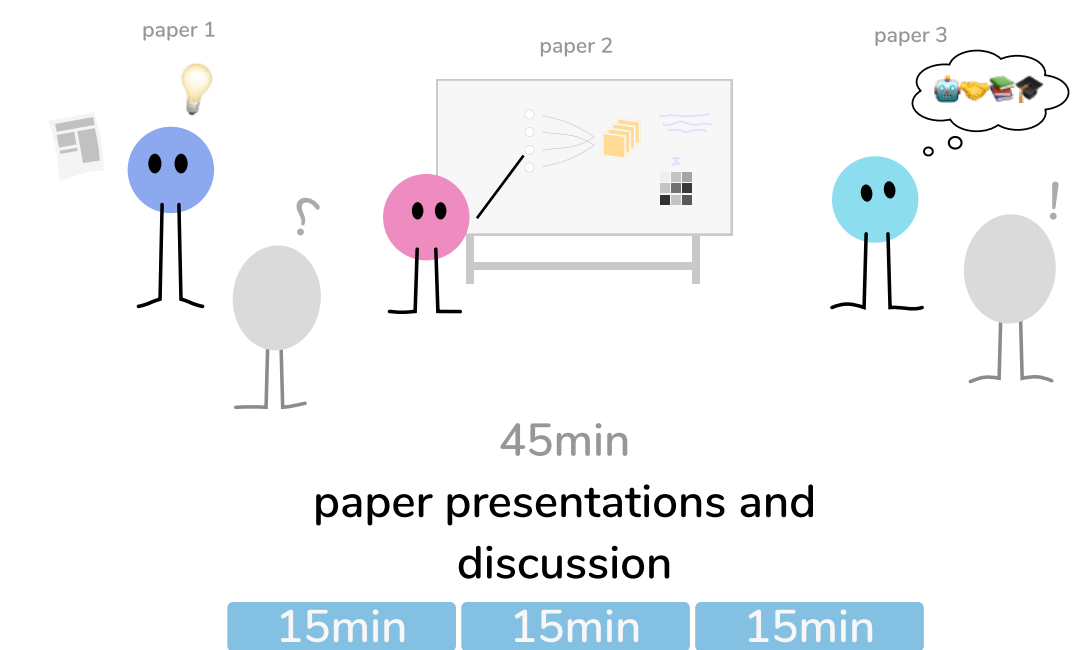 paper 1
paper 2
paper 3
?
!
45min
paper presentations and
discussion
15min 15min 15min